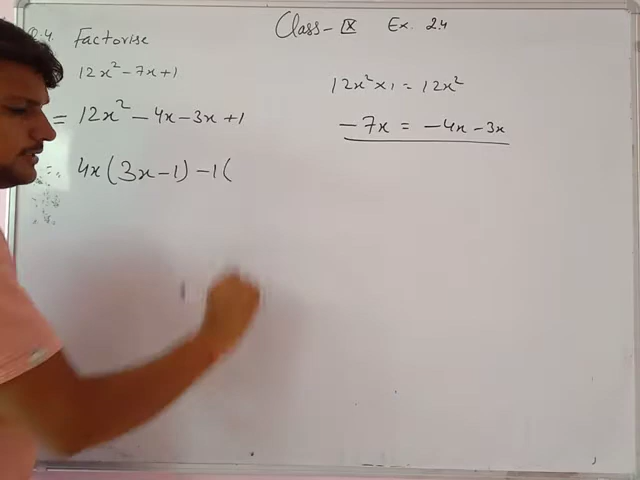 Class-IX Ex. 2.4
Q.4. Factorise
12x²-7x+1
= 12x²-4x-3x+1
= 4x(3x-1)-1(
12x²×1 = 12x²
-7x = -4x-3x